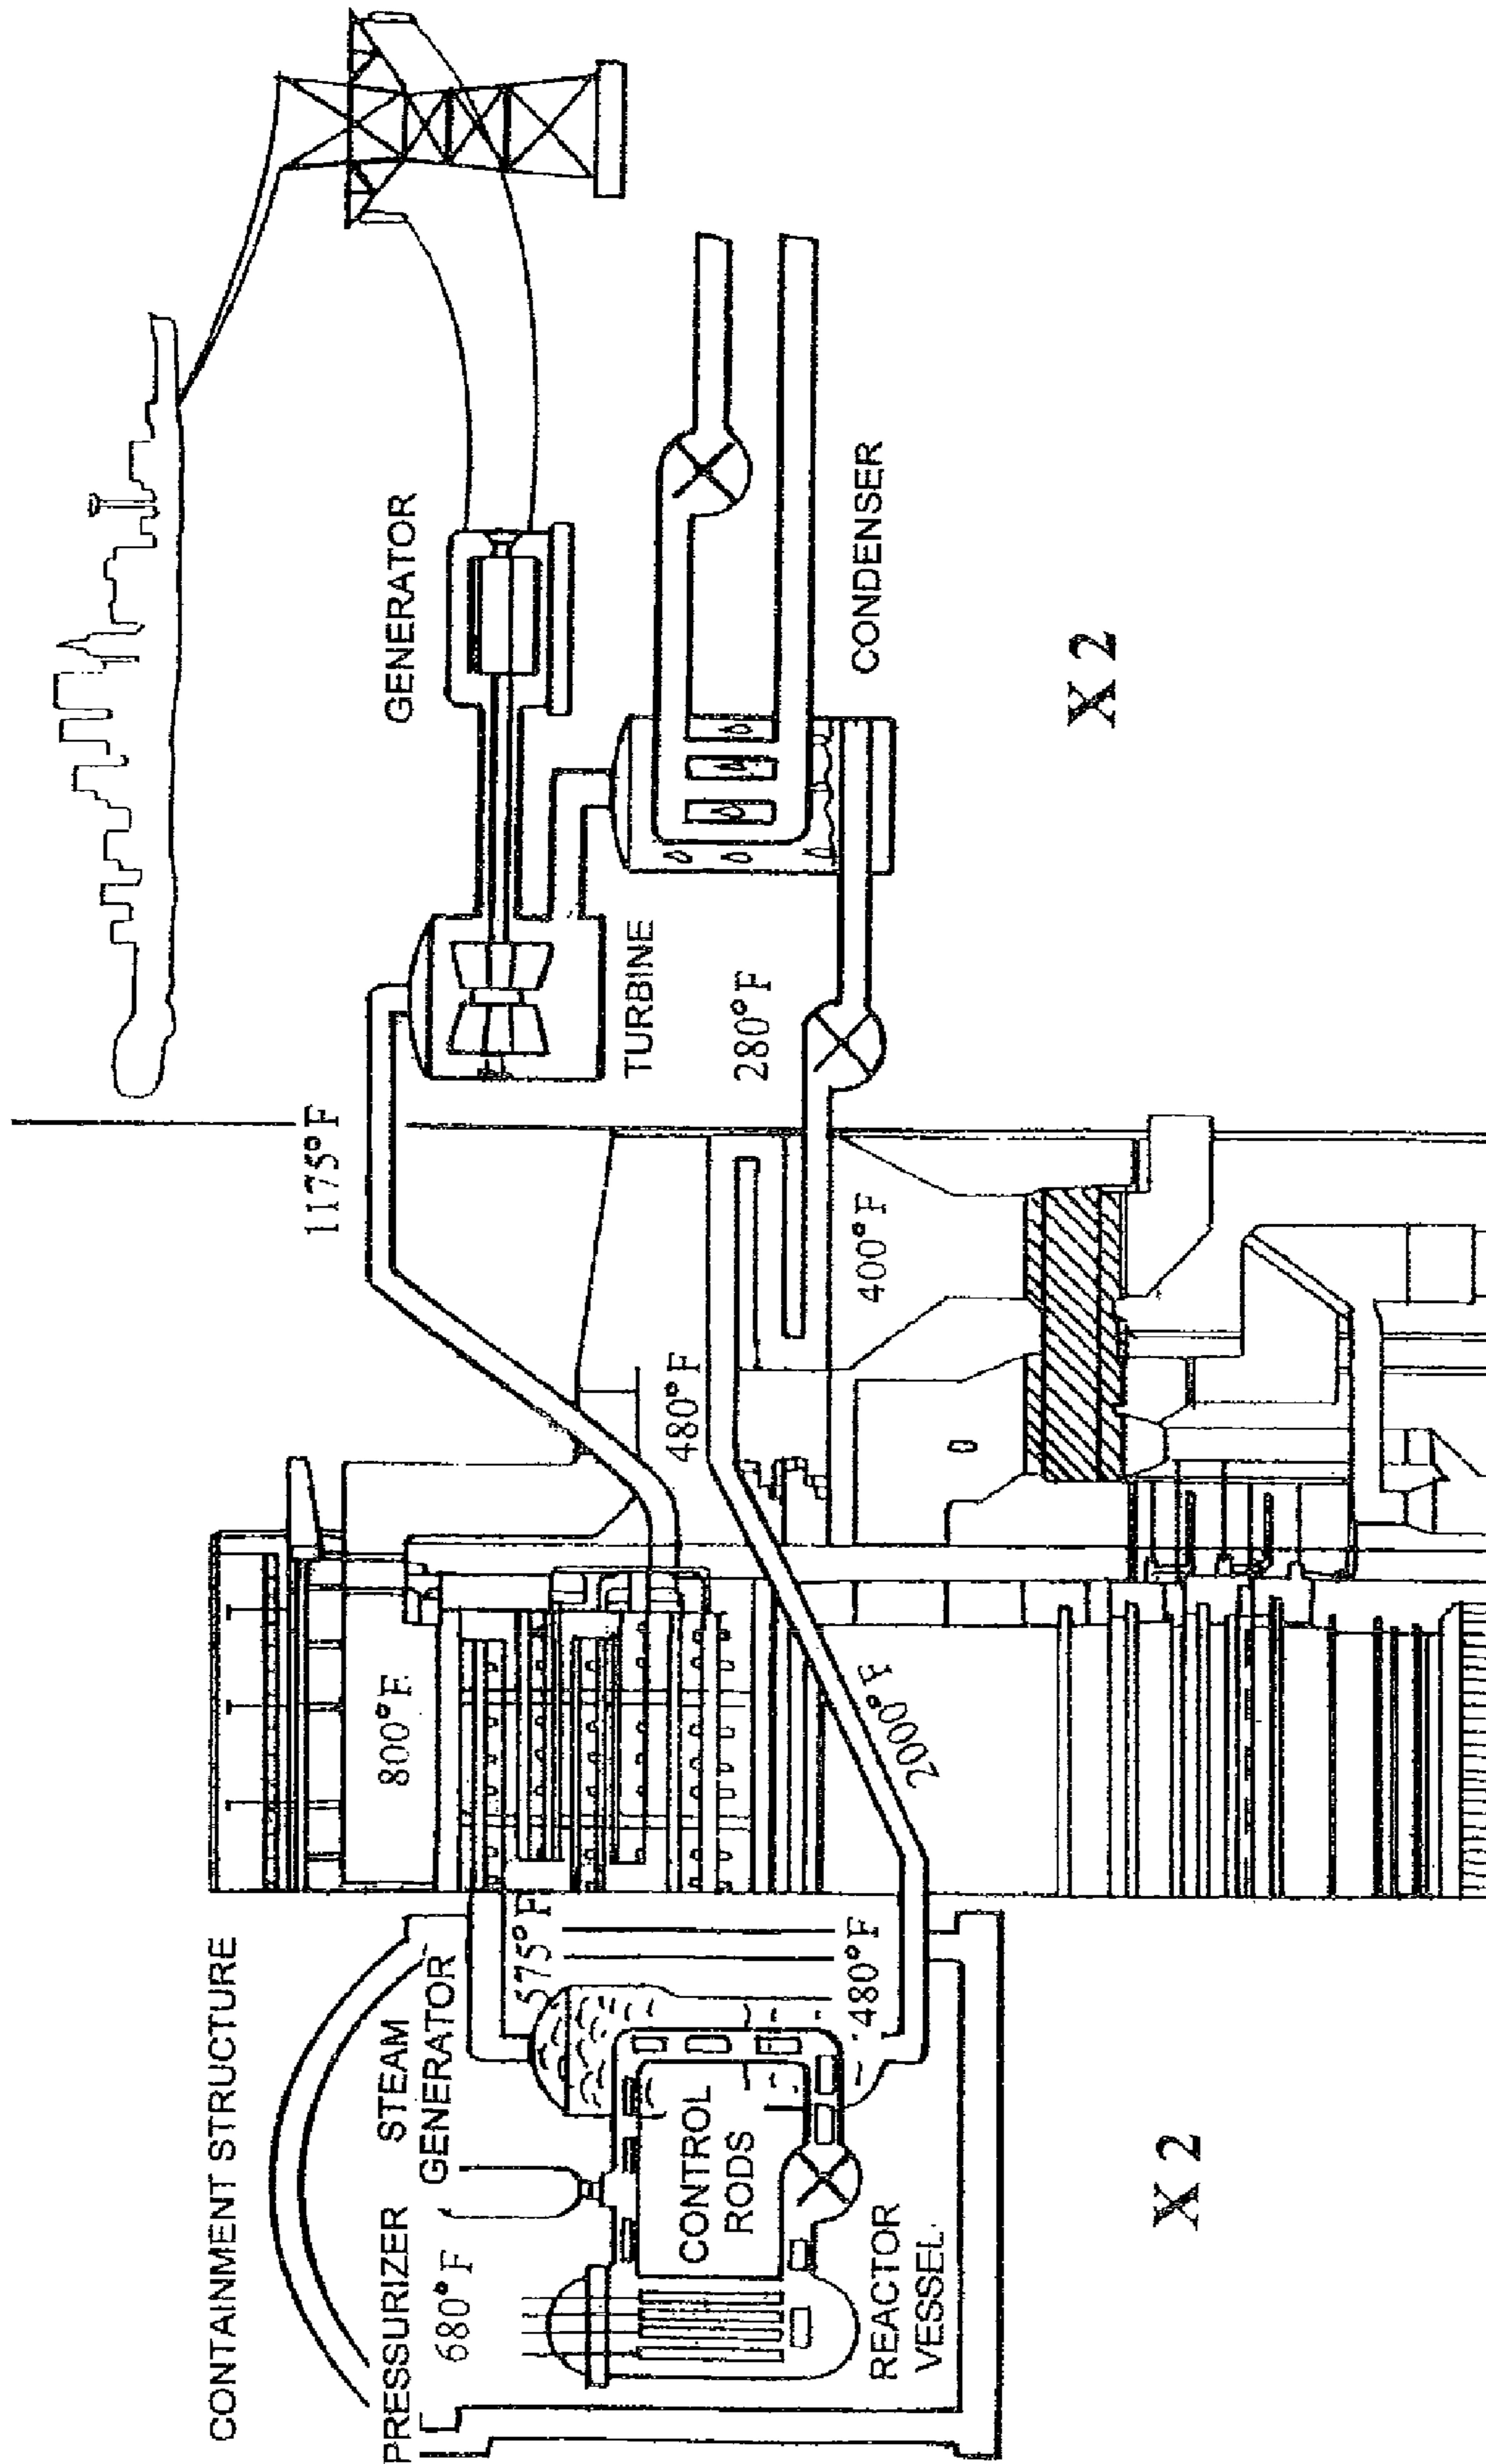 CONTAINMENT STRUCTURE
PRESSURIZER
680°F
STEAM
GENERATOR
575°F
CONTROL
RODS
480°F
REACTOR
VESSEL
X 2
800°F
2000°F
480°F
1175°F
400°F
TURBINE
280°F
GENERATOR
CONDENSER
X 2